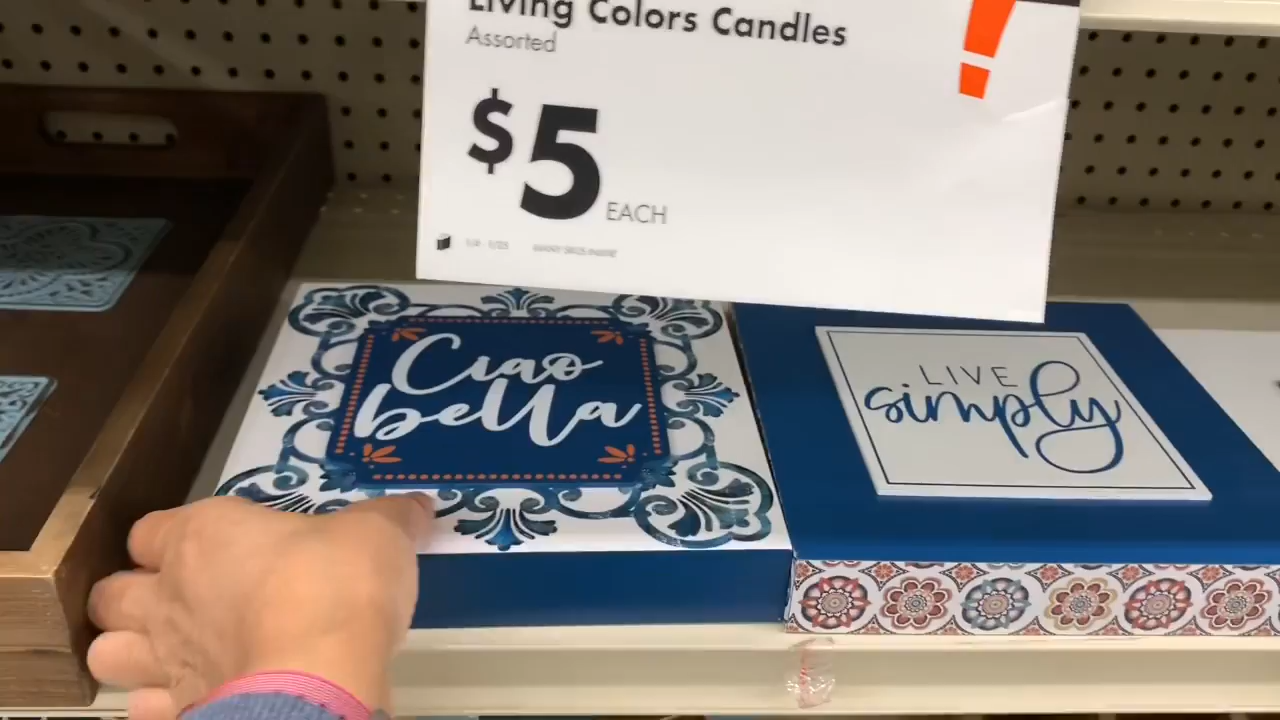 Living Colors Candles
Assorted
$5 EACH
Ciao
bella
LIVE
simply